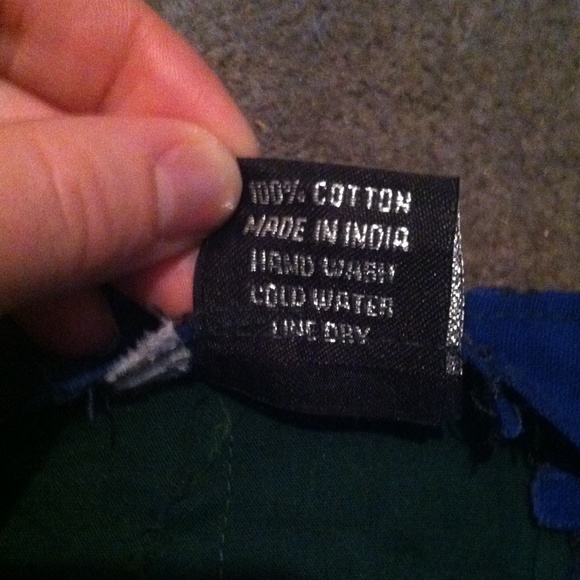 100% COTTON
MADE IN INDIA
HAND WASH
COLD WATER
LINE DRY